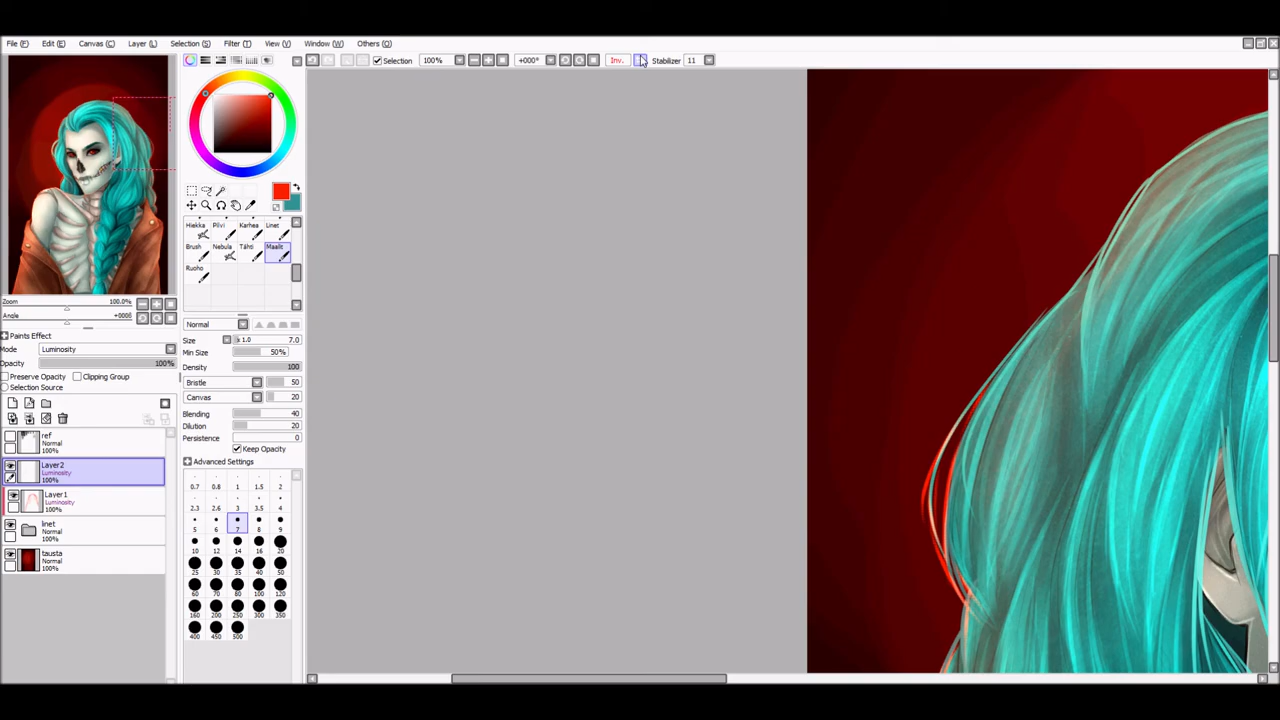 File (F) Edit (E) Canvas (C) Layer (L) Selection (S) Filter (T) View (V) Window (W) Others (O)
Selection 100% +000° Inv. Stabilizer 11
Zoom 100.0%
Angle +000°
Paints Effect
Mode Luminosity
Opacity 100%
Preserve Opacity Clipping Group
Selection Source
ref
Normal
100%
Layer2
Luminosity
100%
Layer1
Luminosity
100%
linet
Normal
100%
tausta
Normal
100%
Hiekka Pilvi Karhea Linet
Brush Nebula Tähti Maalit
Ruoho
Normal
Size x 1.0 7.0
Min Size 50%
Density 100
Bristle 50
Canvas 20
Blending 40
Dilution 20
Persistence 0
Keep Opacity
Advanced Settings
0.7 0.8 1 1.5 2
2.3 2.6 3 3.5 4
5 6 7 8 9
10 12 14 16 20
25 30 35 40 50
60 70 80 100 120
160 200 250 300 350
400 450 500